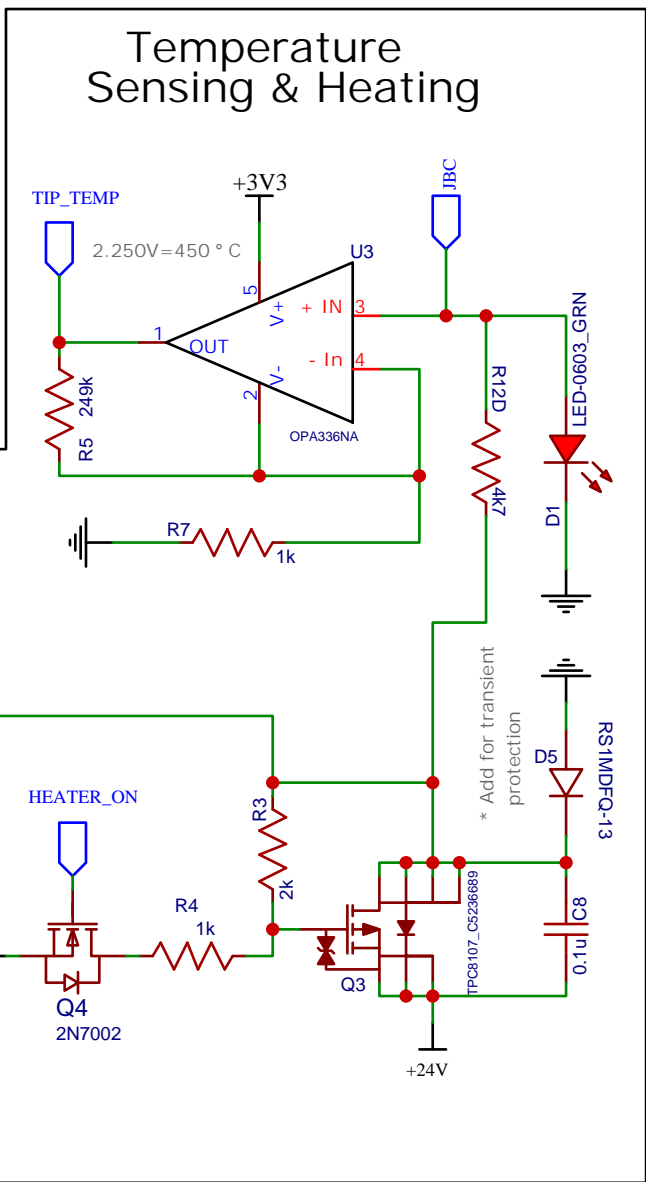 Temperature
Sensing & Heating
TIP_TEMP
+3V3
JBC
2.250V=450 ° C
U3
5
V+
+ IN
3
1
OUT
- In
4
2
V-
OPA336NA
R5
249k
R12D
4k7
LED-0603_GRN
D1
R7
1k
* Add for transient
protection
D5
RS1MDFQ-13
HEATER_ON
R3
2k
R4
1k
Q4
2N7002
Q3
TPC8107_C5236689
C8
0.1u
+24V